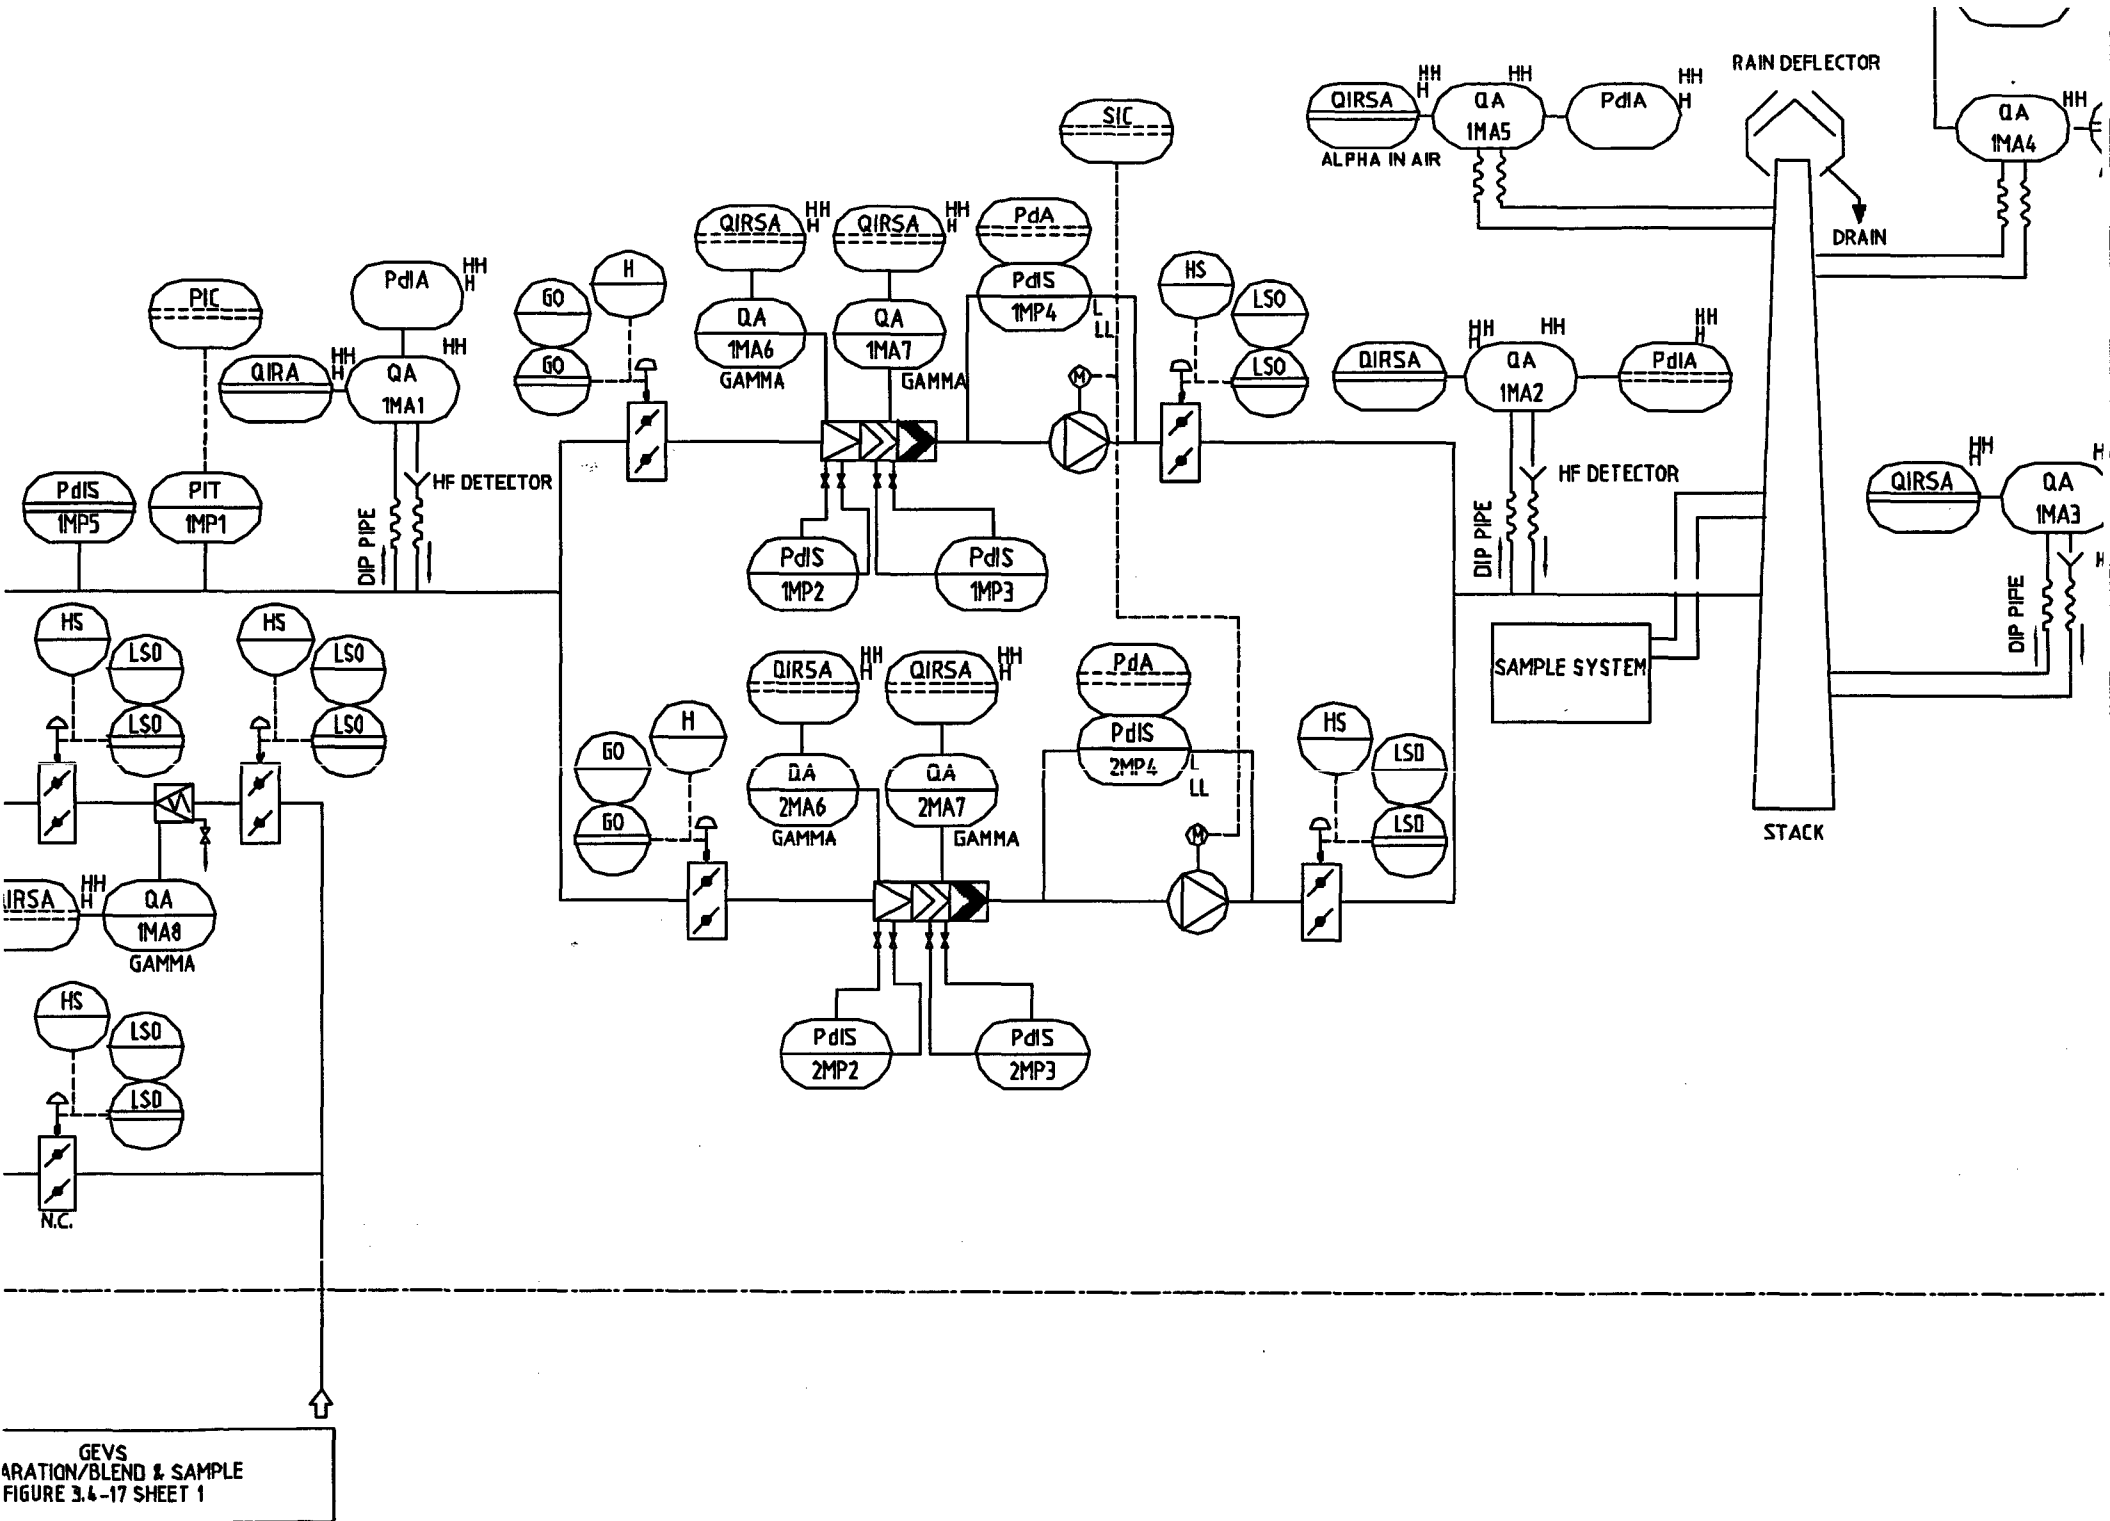 RAIN DEFLECTOR
DRAIN
HH
H
HH
HH
H
QIRSA
QA
1MA5
PdIA
ALPHA IN AIR
QA
1MA4
HH
SIC
QIRSA
HH
H
QIRSA
HH
H
PdA
PdIS
1MP4
L
LL
QA
1MA6
GAMMA
QA
1MA7
GAMMA
HS
LSO
LSO
H
GO
GO
PIC
PdIA
HH
H
QIRA
HH
H
QA
1MA1
HH
HF DETECTOR
DIP PIPE
PdIS
1MP5
PIT
1MP1
M
PdIS
1MP2
PdIS
1MP3
QIRSA
HH
H
QA
1MA2
HH
PdIA
HH
H
HF DETECTOR
DIP PIPE
SAMPLE SYSTEM
QIRSA
HH
H
QA
1MA3
H
H
DIP PIPE
STACK
HS
LSO
LSO
HS
LSO
LSO
IRSA
HH
H
QA
1MA8
GAMMA
HS
LSO
LSO
N.C.
H
GO
GO
QIRSA
HH
H
QIRSA
HH
H
QA
2MA6
GAMMA
QA
2MA7
GAMMA
PdA
PdIS
2MP4
L
LL
M
HS
LSO
LSO
PdIS
2MP2
PdIS
2MP3
GEVS
ARATION/BLEND & SAMPLE
FIGURE 3.4-17 SHEET 1